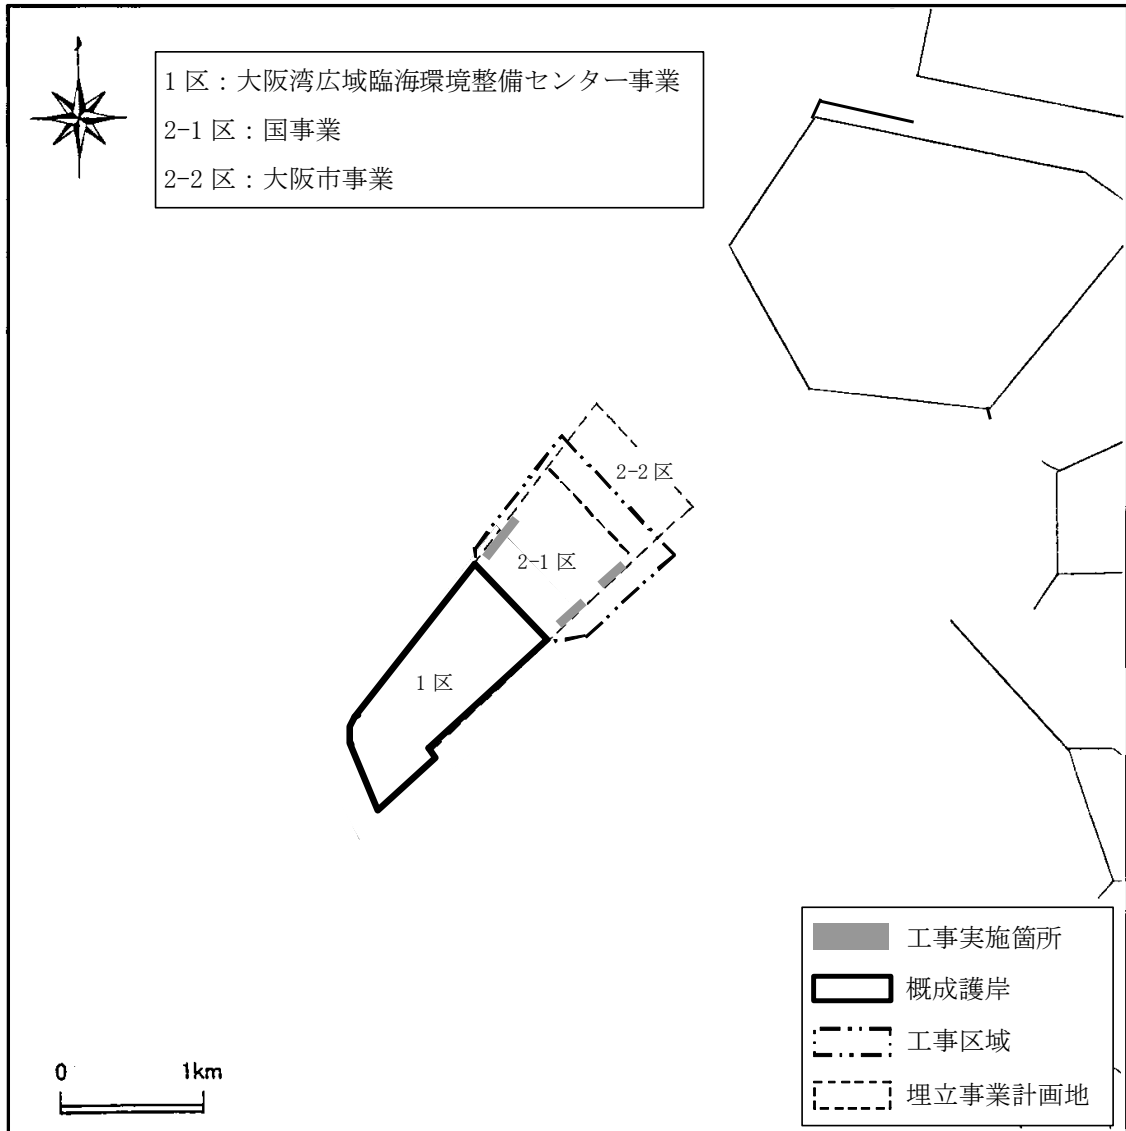 1 区：大阪湾広域臨海環境整備センター事業
2-1 区：国事業
2-2 区：大阪市事業
2-2 区
2-1 区
1 区
工事実施箇所
概成護岸
工事区域
埋立事業計画地
0 1km